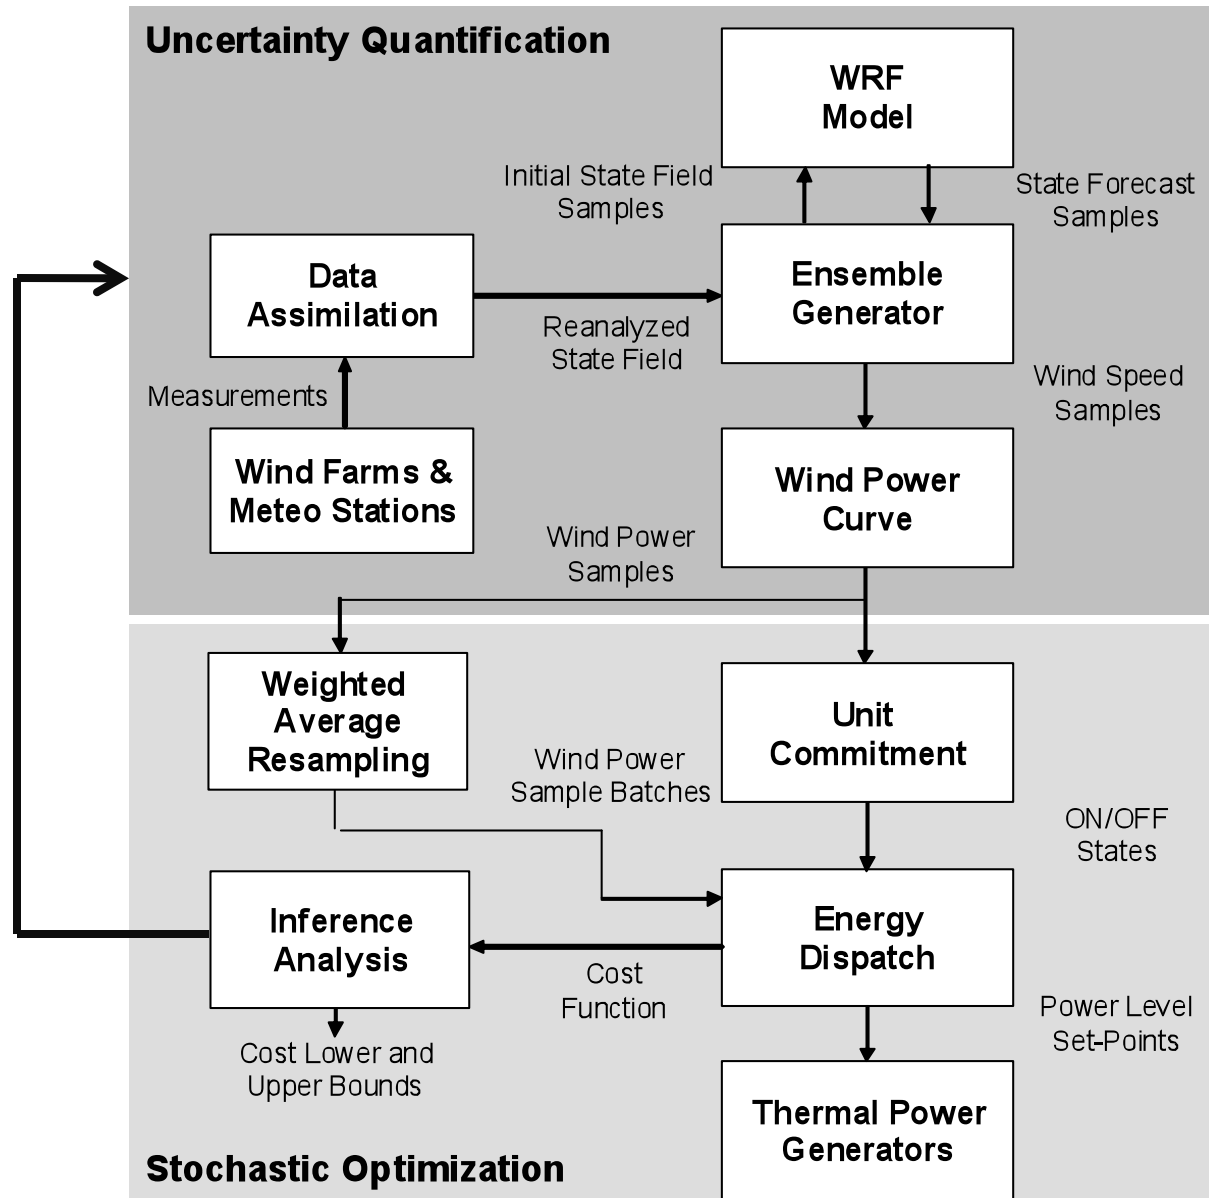 Uncertainty Quantification
WRF
Model
Initial State Field
Samples
State Forecast
Samples
Data
Assimilation
Ensemble
Generator
Reanalyzed
State Field
Measurements
Wind Speed
Samples
Wind Farms &
Meteo Stations
Wind Power
Curve
Wind Power
Samples
Weighted
Average
Resampling
Unit
Commitment
Wind Power
Sample Batches
ON/OFF
States
Inference
Analysis
Energy
Dispatch
Cost
Function
Power Level
Set-Points
Cost Lower and
Upper Bounds
Thermal Power
Generators
Stochastic Optimization